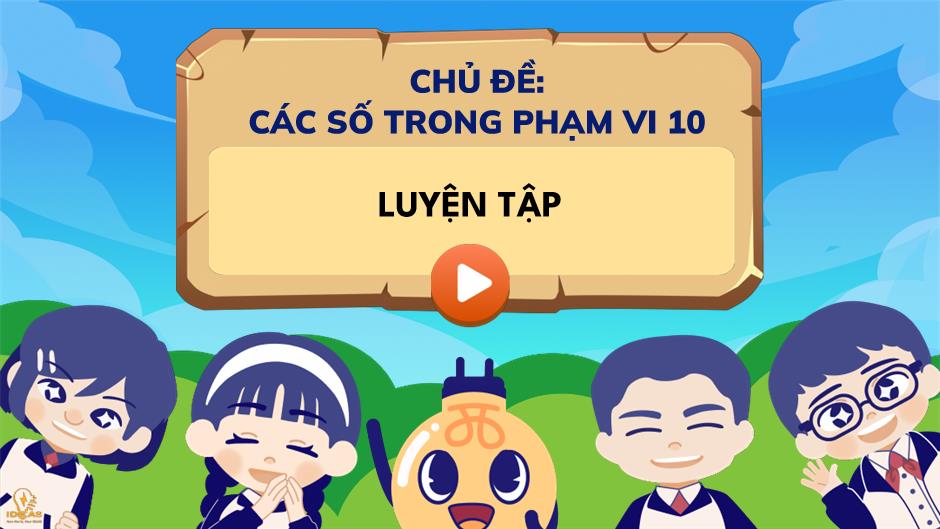 CHỦ ĐỀ:
CÁC SỐ TRONG PHẠM VI 10
LUYỆN TẬP